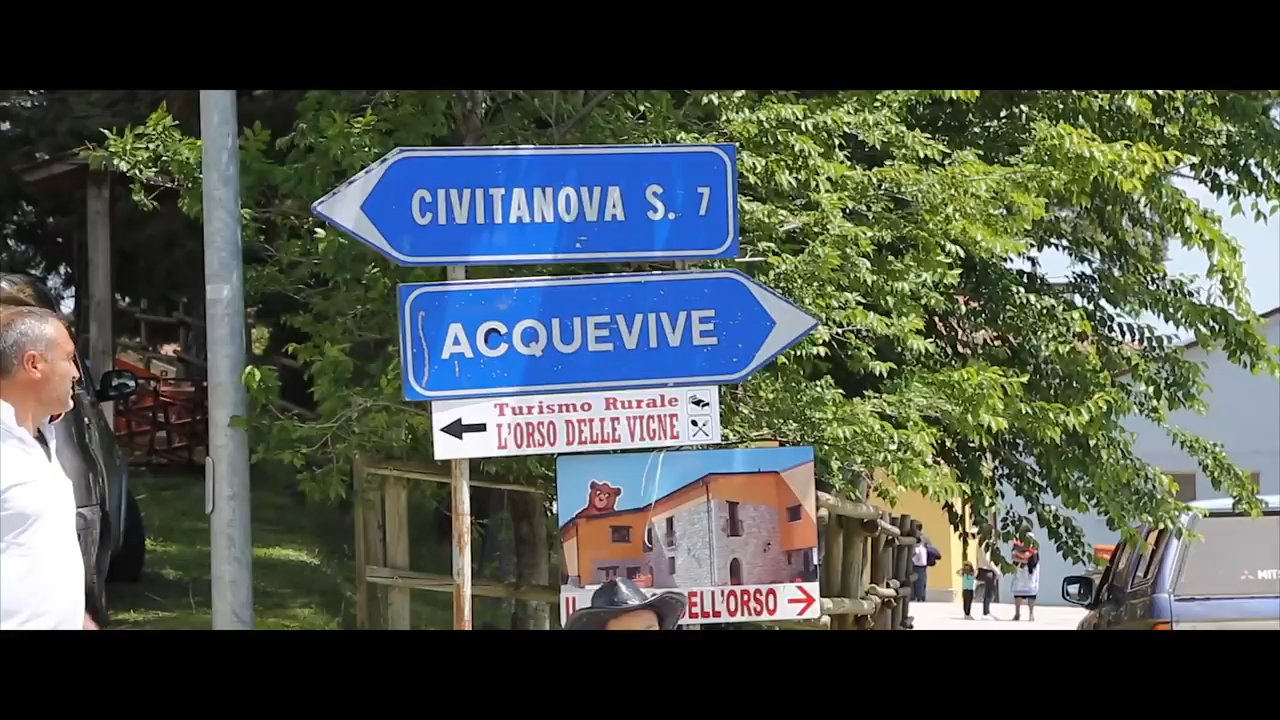 CIVITANOVA S. 7
ACQUEVIVE
Turismo Rurale
L'ORSO DELLE VIGNE
ELL'ORSO